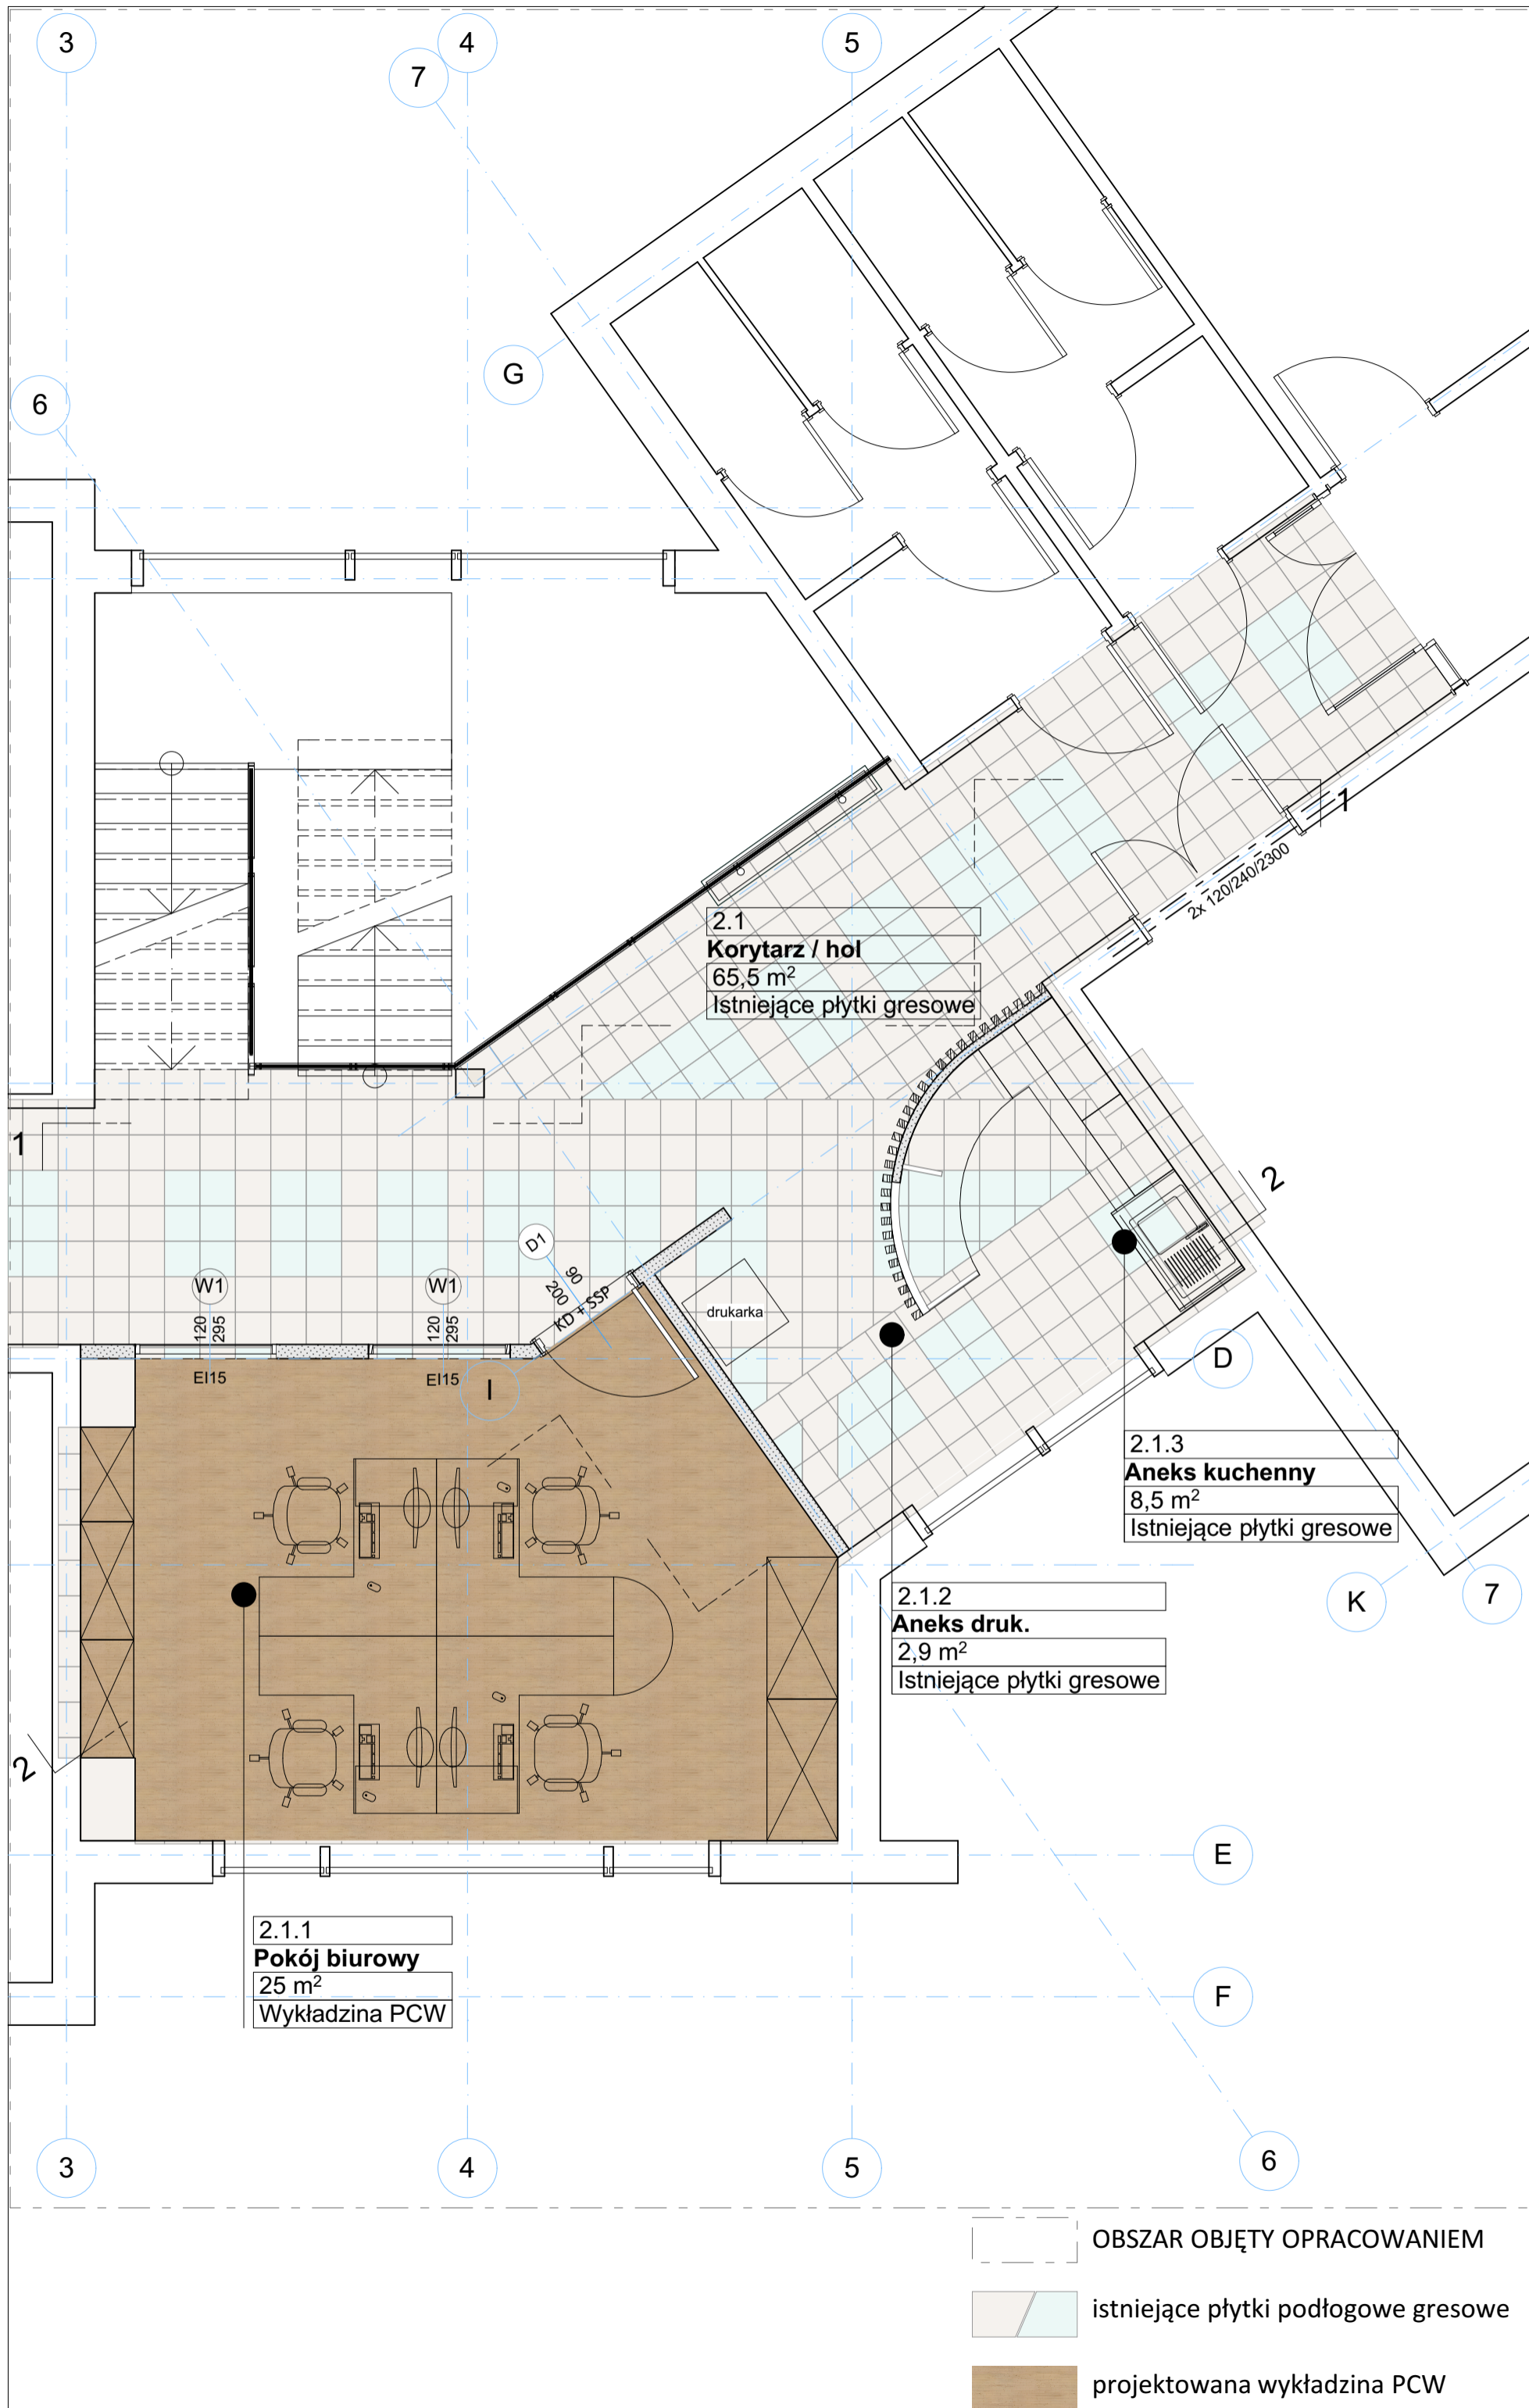 3
4
5
7
G
6
1
2x 120/240/2300
2.1
Korytarz / hol
65,5 m²
Istniejące płytki gresowe
1
2
D1
90
200
KD + SSP
W1
W1
120
295
120
295
drukarka
EI15
EI15
I
D
2.1.3
Aneks kuchenny
8,5 m²
Istniejące płytki gresowe
K
7
2.1.2
Aneks druk.
2,9 m²
Istniejące płytki gresowe
2
E
2.1.1
Pokój biurowy
25 m²
Wykładzina PCW
F
3
4
5
6
OBSZAR OBJĘTY OPRACOWANIEM
istniejące płytki podłogowe gresowe
projektowana wykładzina PCW